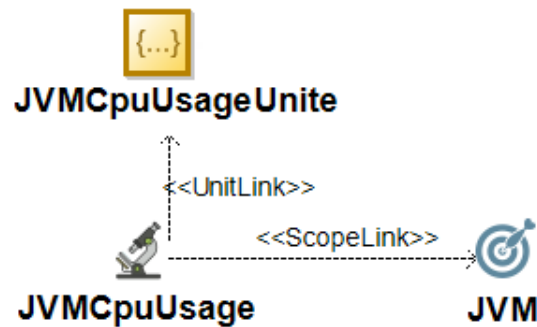 {...}
JVMCpuUsageUnite
<<UnitLink>>
<<ScopeLink>>
JVMCpuUsage
JVM